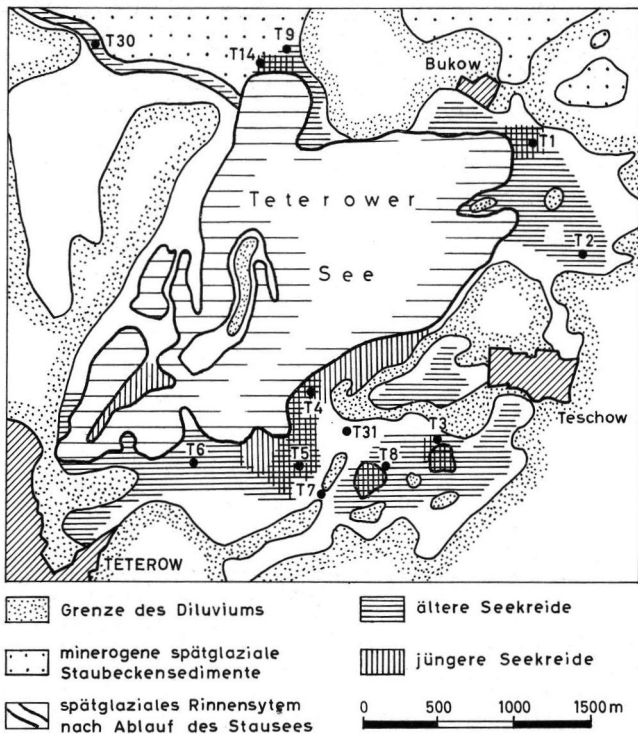 T30
T9
T14
Bukow
T1
Teterower
T2
See
Teschow
T4
T31
T3
T6
T5
T8
T7
TETEROW
Grenze des Diluviums
ältere Seekreide
minerogene spätglaziale
Staubeckensedimente
jüngere Seekreide
spätglaziales Rinnensytem
nach Ablauf des Stausees
0 500 1000 1500 m